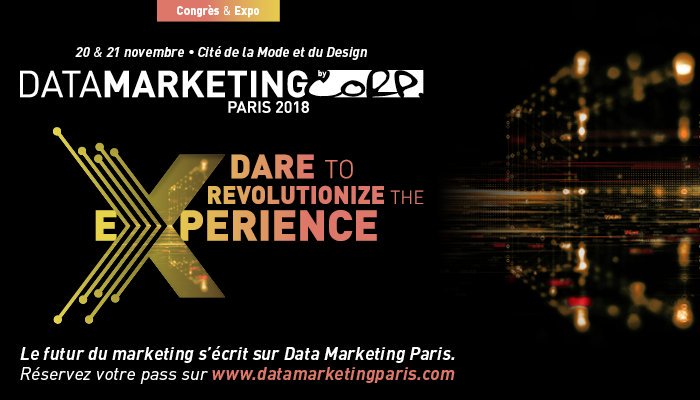 Congrès & Expo
20 & 21 novembre • Cité de la Mode et du Design
DATAMARKETING by CORP.
PARIS 2018
DARE TO
REVOLUTIONIZE THE
EXPERIENCE
Le futur du marketing s'écrit sur Data Marketing Paris.
Réservez votre pass sur www.datamarketingparis.com